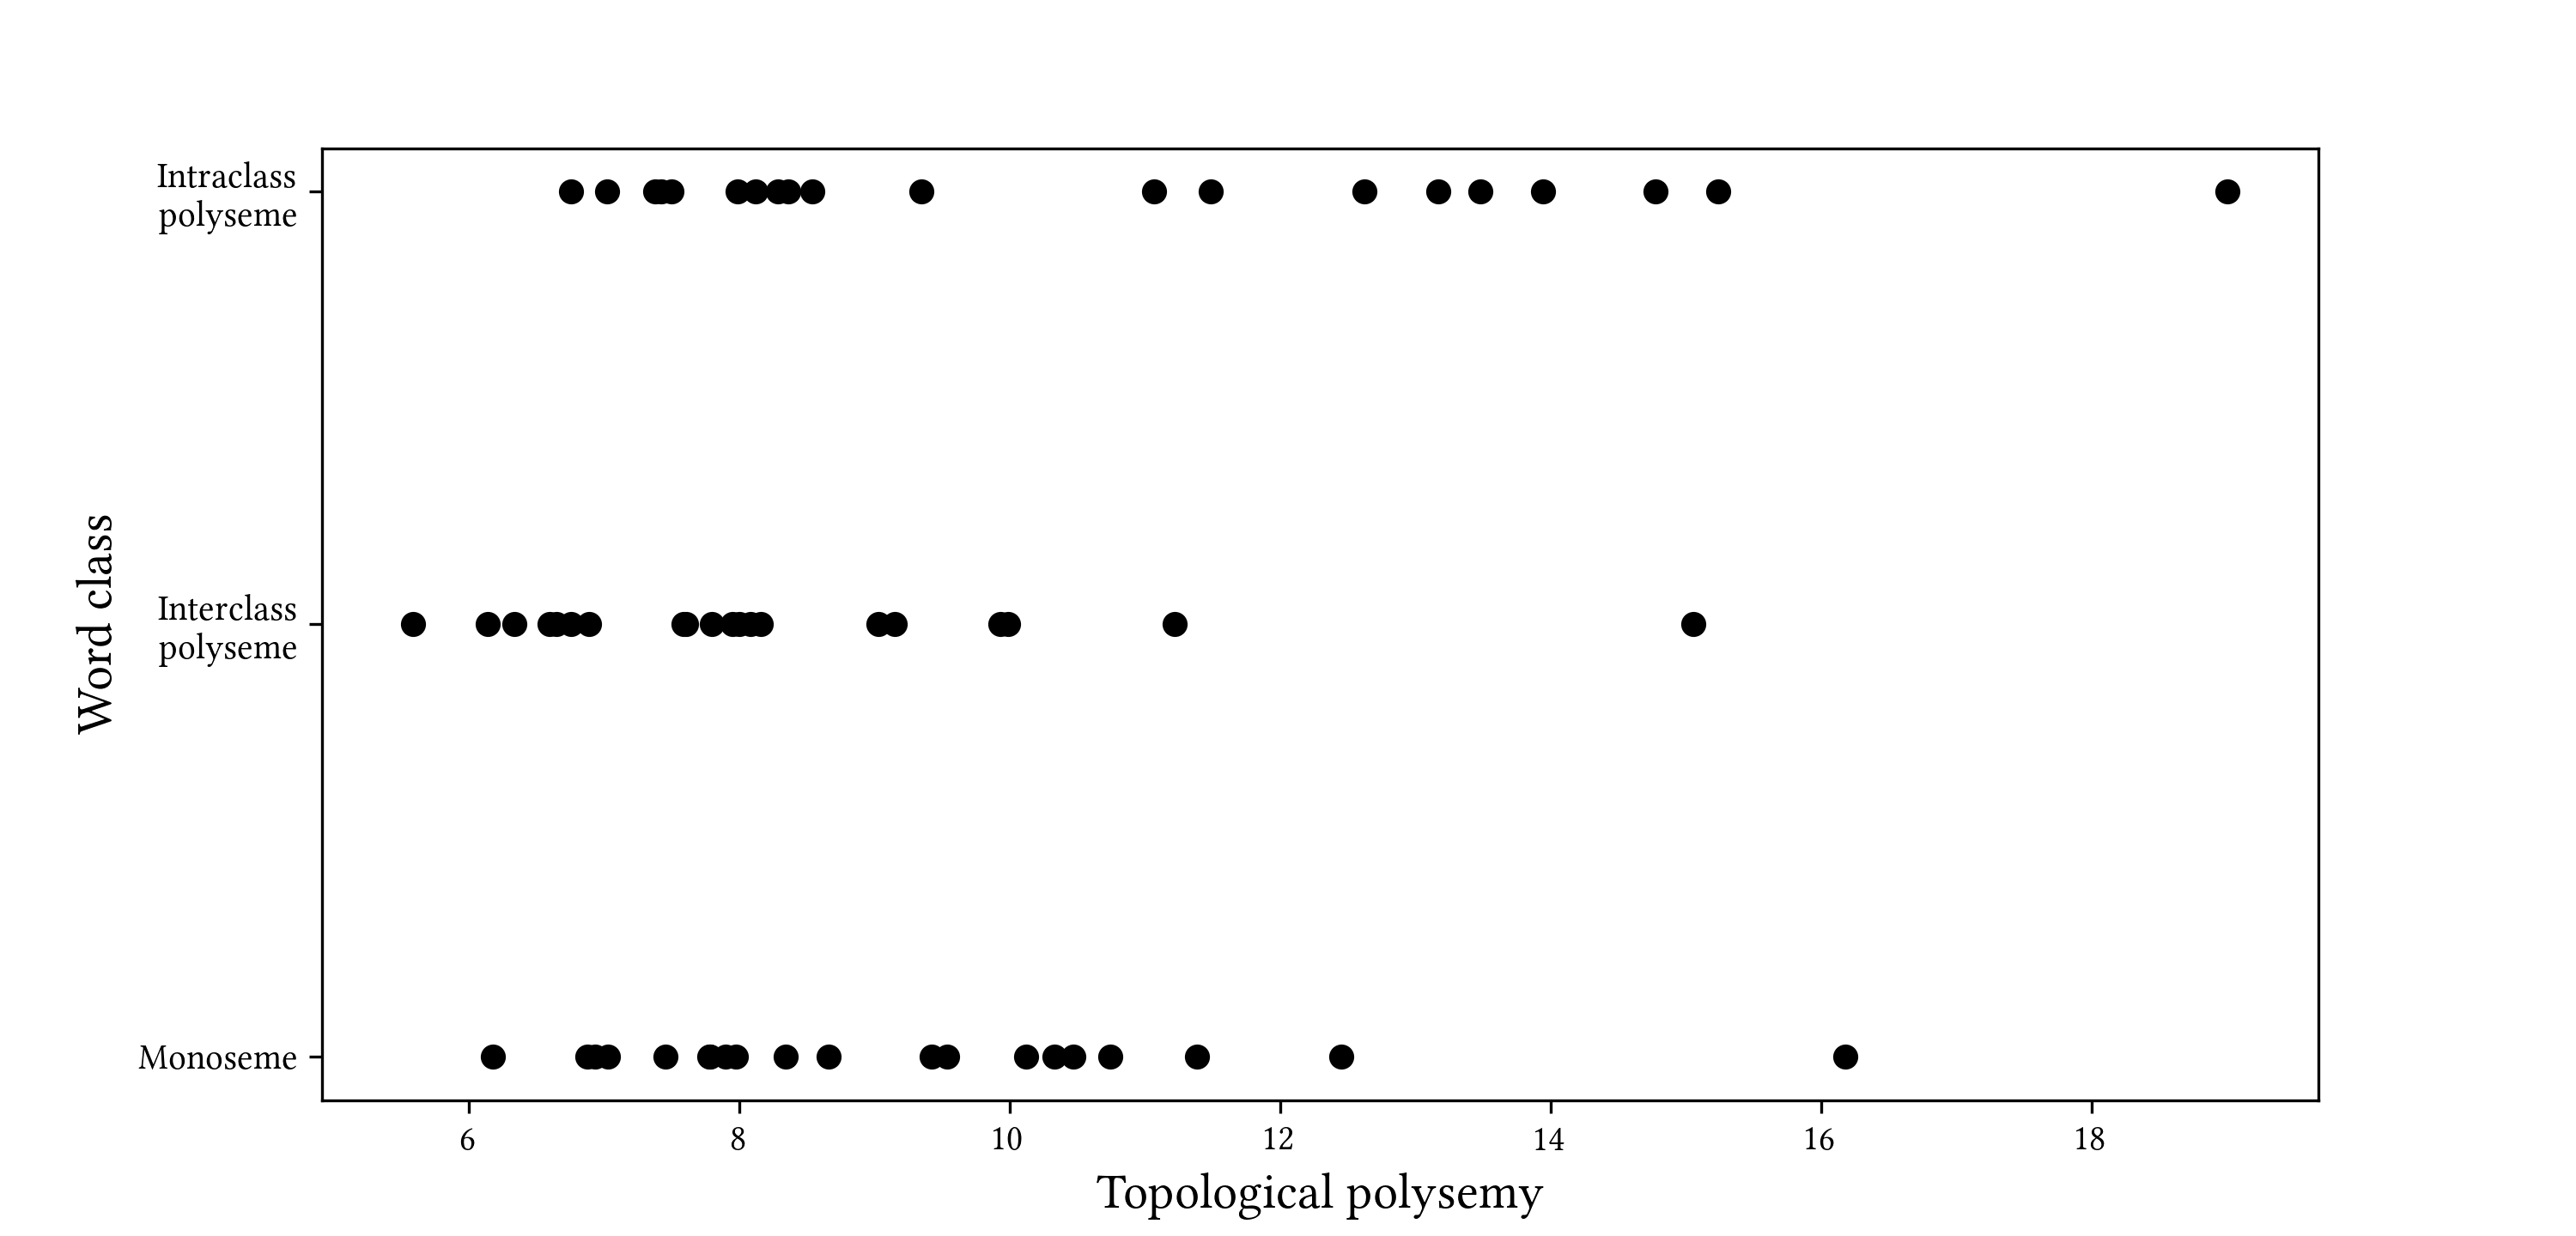 Intraclass
polyseme
Word class
Interclass
polyseme
Monoseme
6 8 10 12 14 16 18
Topological polysemy